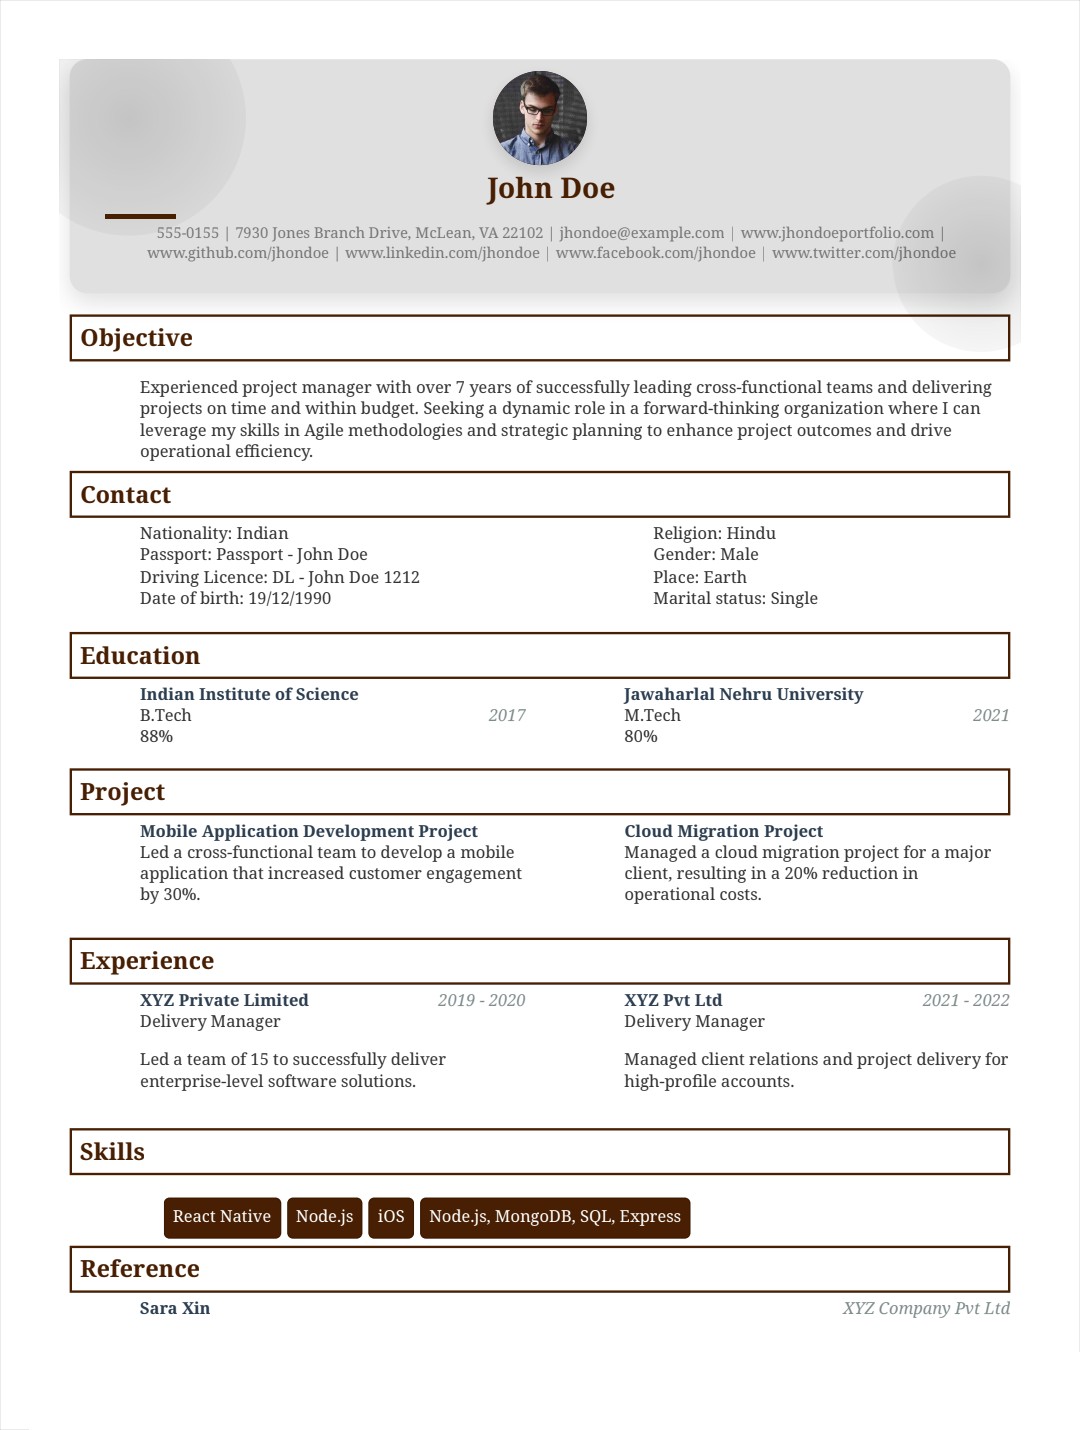 John Doe
555-0155 | 7930 Jones Branch Drive, McLean, VA 22102 | jhondoe@example.com | www.jhondoeportfolio.com |
www.github.com/jhondoe | www.linkedin.com/jhondoe | www.facebook.com/jhondoe | www.twitter.com/jhondoe
Objective
Experienced project manager with over 7 years of successfully leading cross-functional teams and delivering
projects on time and within budget. Seeking a dynamic role in a forward-thinking organization where I can
leverage my skills in Agile methodologies and strategic planning to enhance project outcomes and drive
operational efficiency.
Contact
Nationality: Indian
Passport: Passport - John Doe
Driving Licence: DL - John Doe 1212
Date of birth: 19/12/1990
Religion: Hindu
Gender: Male
Place: Earth
Marital status: Single
Education
Indian Institute of Science
B.Tech 2017
88%
Jawaharlal Nehru University
M.Tech 2021
80%
Project
Mobile Application Development Project
Led a cross-functional team to develop a mobile
application that increased customer engagement
by 30%.
Cloud Migration Project
Managed a cloud migration project for a major
client, resulting in a 20% reduction in
operational costs.
Experience
XYZ Private Limited 2019 - 2020
Delivery Manager
Led a team of 15 to successfully deliver
enterprise-level software solutions.
XYZ Pvt Ltd 2021 - 2022
Delivery Manager
Managed client relations and project delivery for
high-profile accounts.
Skills
React Native Node.js iOS Node.js, MongoDB, SQL, Express
Reference
Sara Xin XYZ Company Pvt Ltd